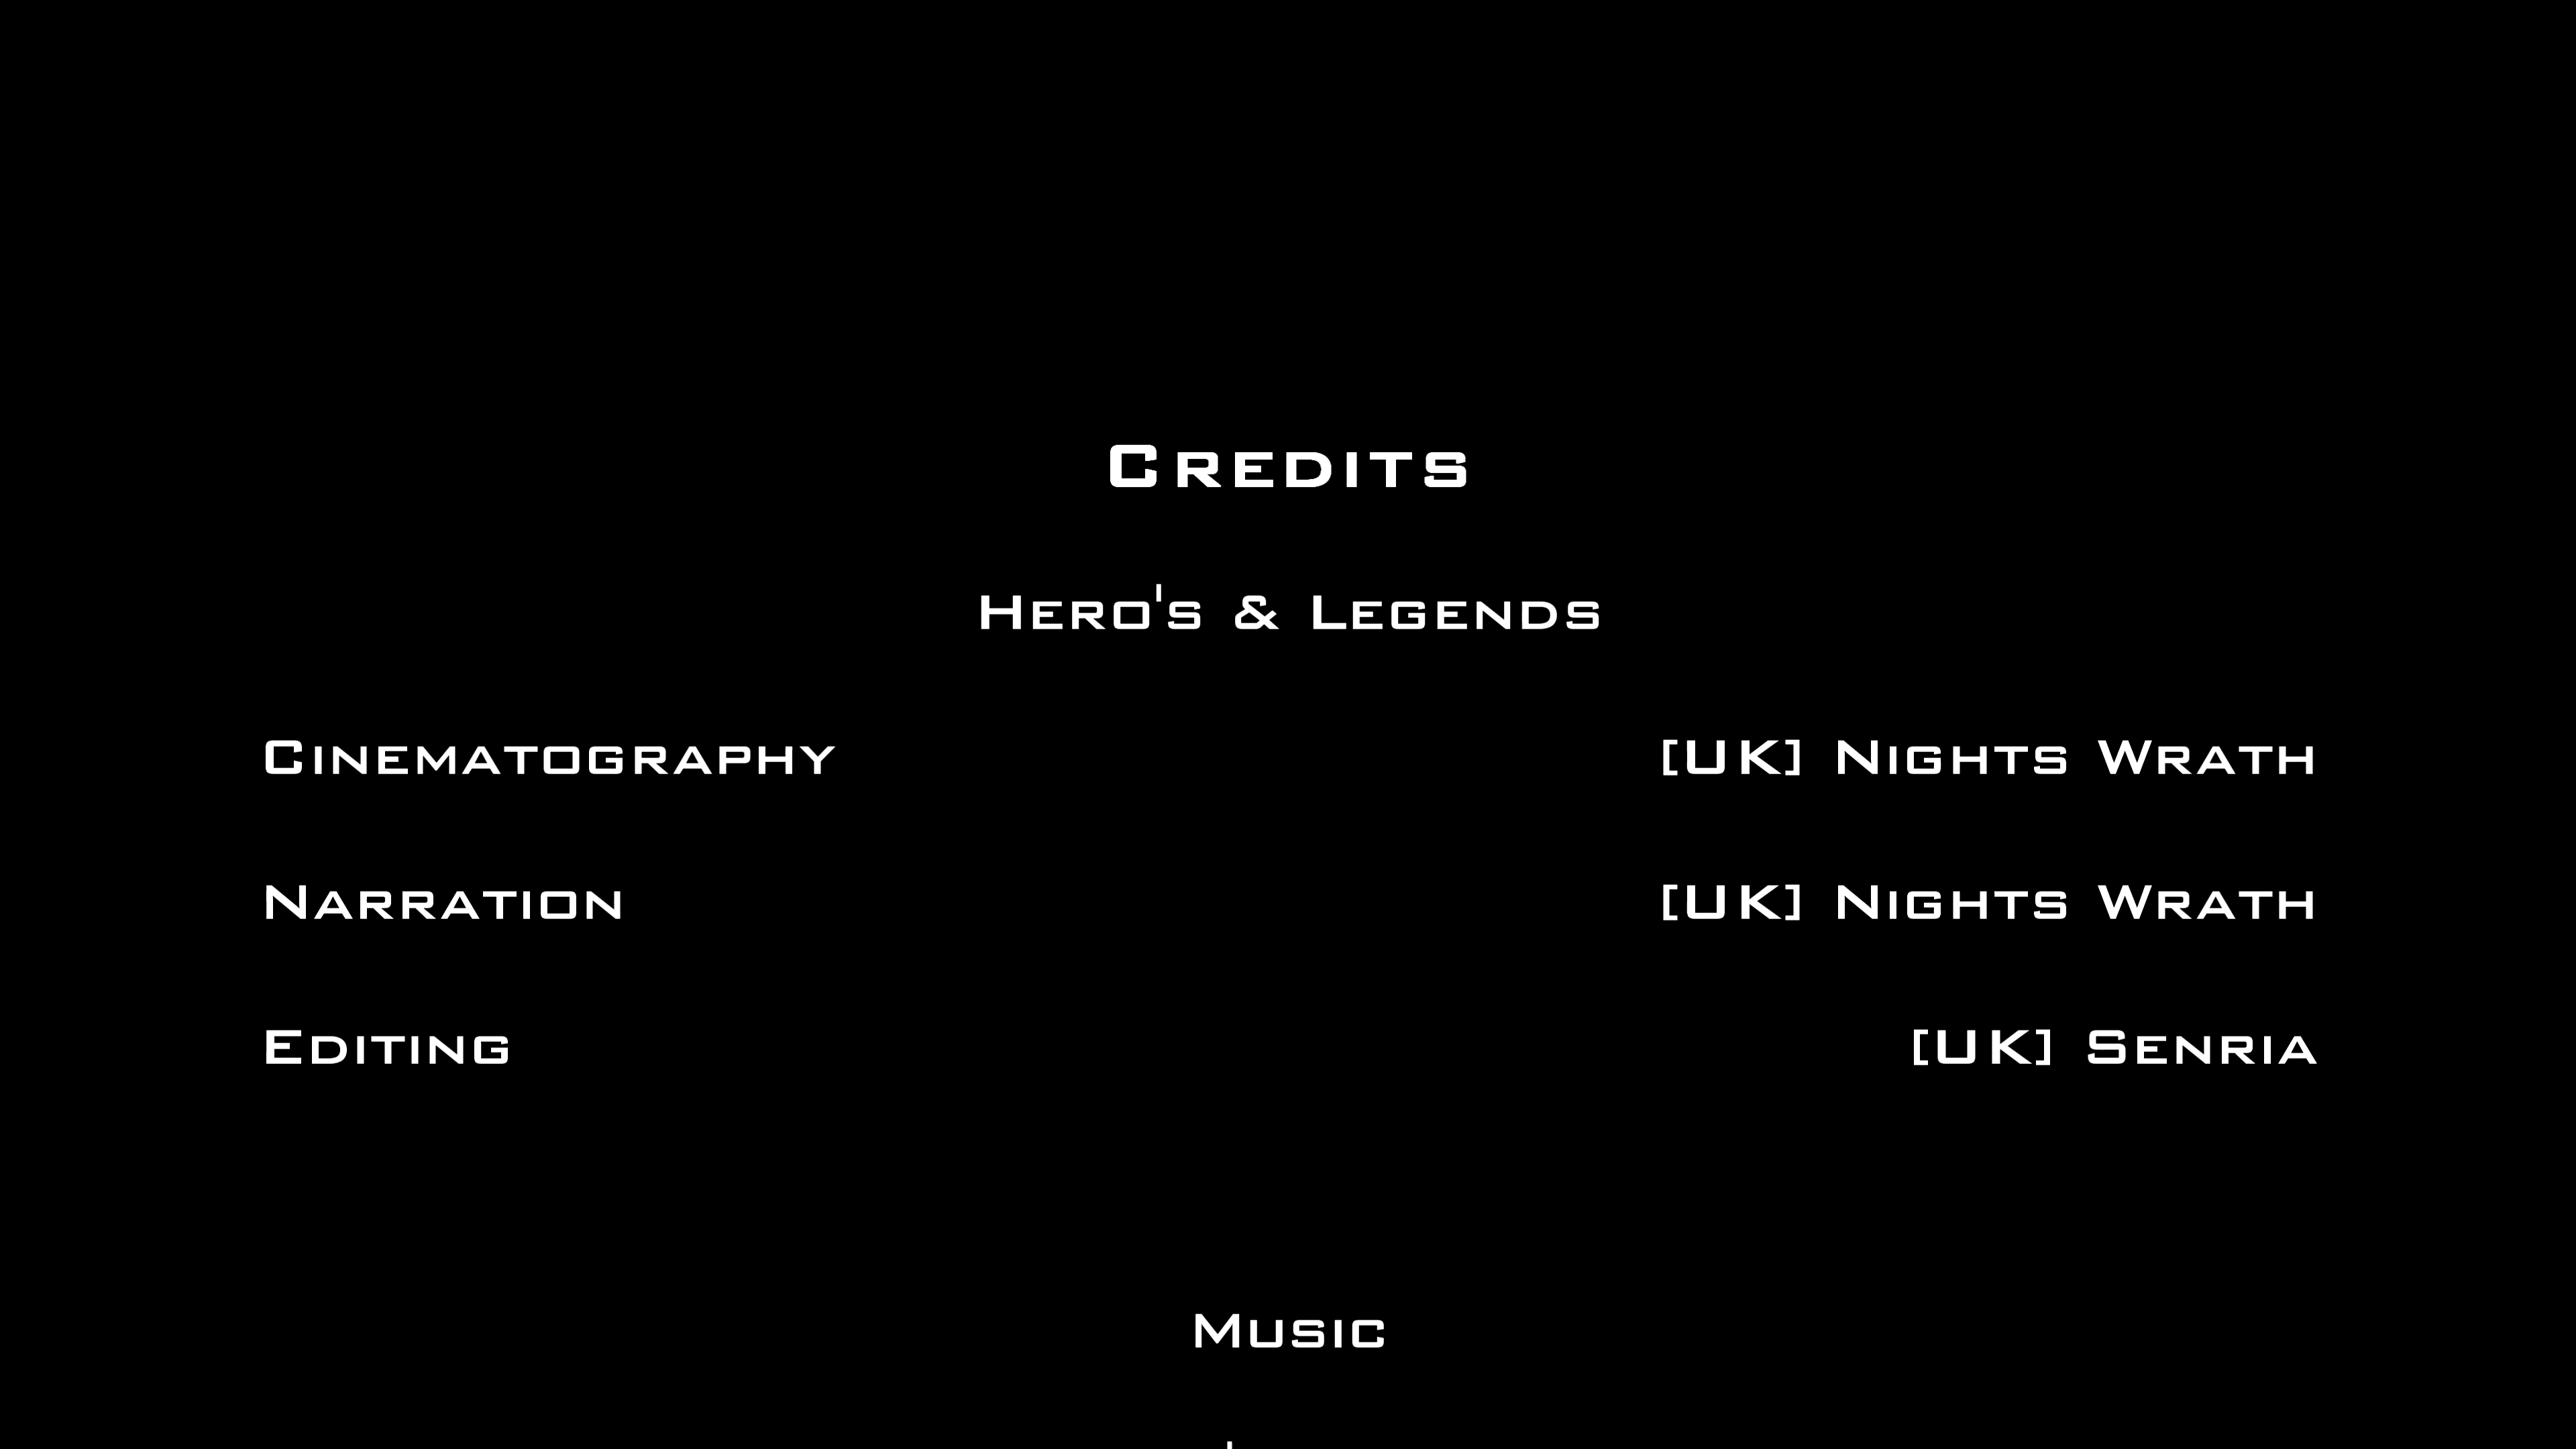 Credits
Hero's & Legends
Cinematography [UK] Nights Wrath
Narration [UK] Nights Wrath
Editing [UK] Senria
Music